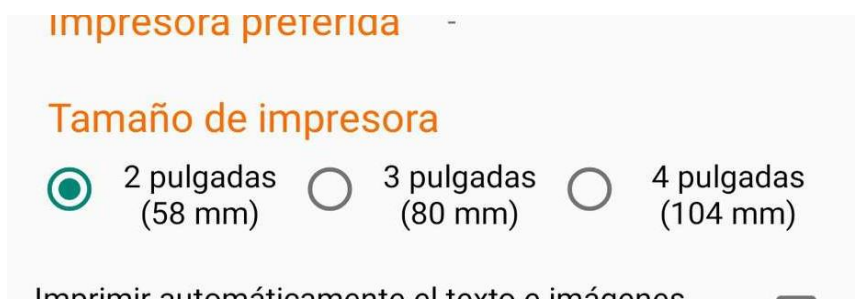 Impresora preferida -
Tamaño de impresora
2 pulgadas 3 pulgadas 4 pulgadas
(58 mm) (80 mm) (104 mm)
Imprimir automáticamente el texto e imágenes